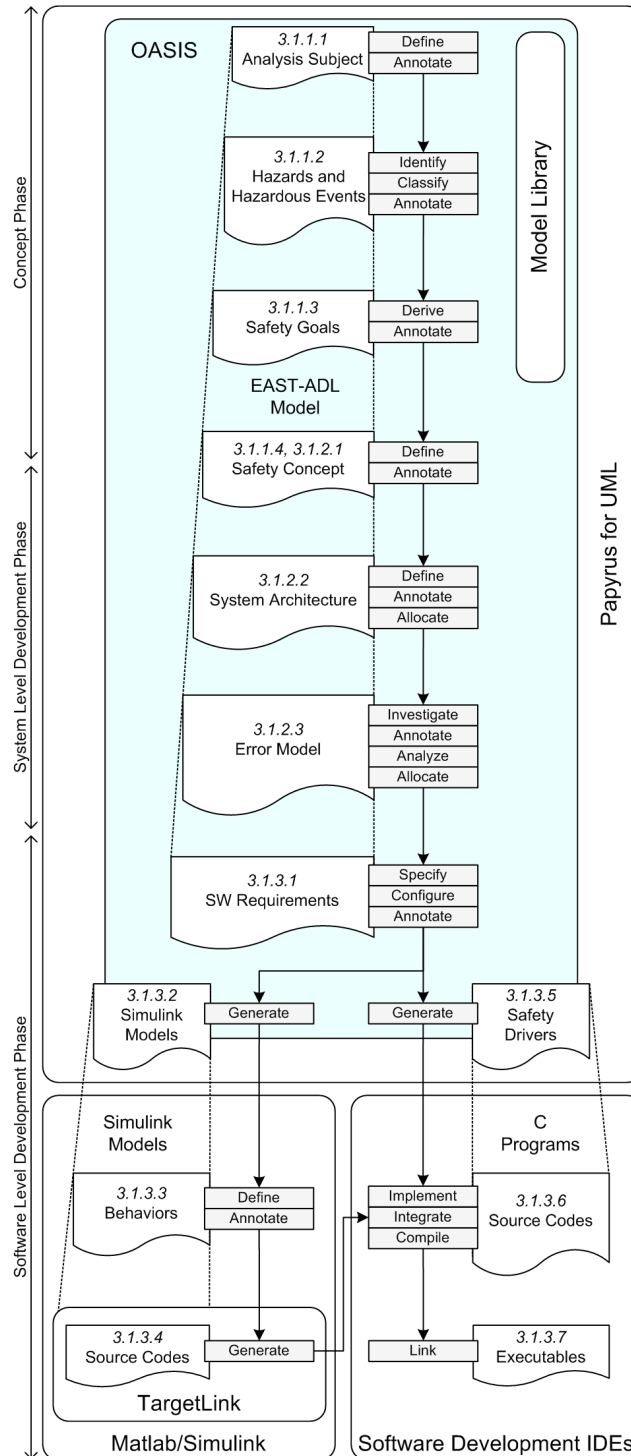 Concept Phase
System Level Development Phase
Software Level Development Phase
OASIS
Model Library
Papyrus for UML
3.1.1.1
Analysis Subject
Define
Annotate
3.1.1.2
Hazards and
Hazardous Events
Identify
Classify
Annotate
3.1.1.3
Safety Goals
Derive
Annotate
EAST-ADL
Model
3.1.1.4, 3.1.2.1
Safety Concept
Define
Annotate
3.1.2.2
System Architecture
Define
Annotate
Allocate
3.1.2.3
Error Model
Investigate
Annotate
Analyze
Allocate
3.1.3.1
SW Requirements
Specify
Configure
Annotate
3.1.3.2
Simulink
Models
Generate
Generate
3.1.3.5
Safety
Drivers
Simulink
Models
3.1.3.3
Behaviors
Define
Annotate
3.1.3.4
Source Codes
Generate
TargetLink
Matlab/Simulink
C
Programs
Implement
Integrate
Compile
3.1.3.6
Source Codes
Link
3.1.3.7
Executables
Software Development IDEs